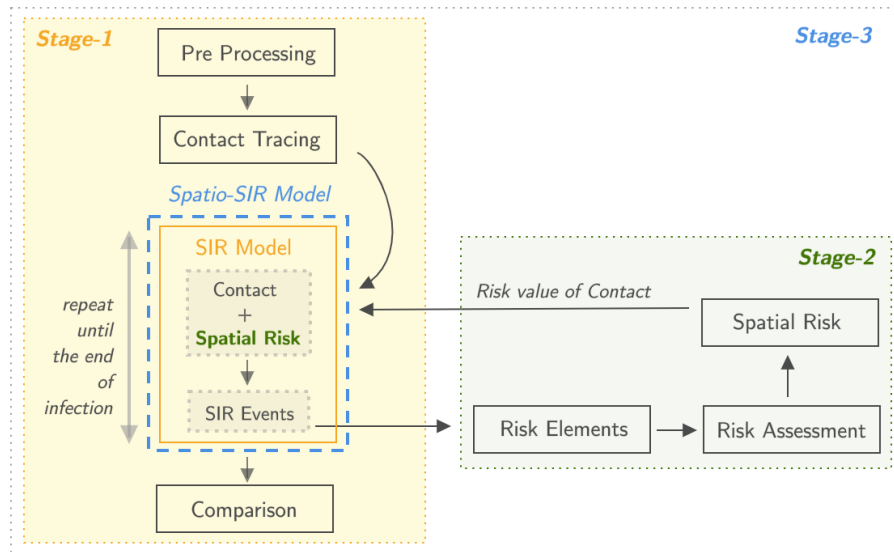 Stage-1
Stage-3
Pre Processing
Contact Tracing
Spatio-SIR Model
SIR Model
Contact
+
Spatial Risk
SIR Events
repeat
until
the end
of
infection
Comparison
Stage-2
Risk value of Contact
Spatial Risk
Risk Elements
Risk Assessment